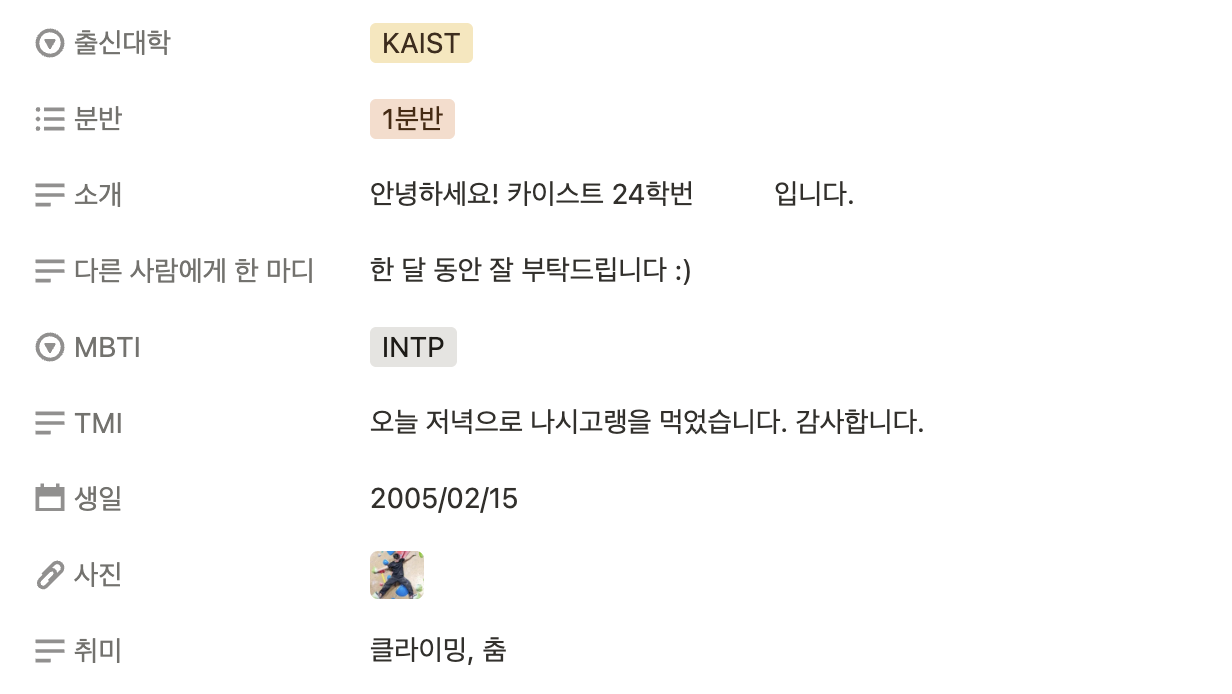 출신대학 KAIST
분반 1분반
소개 안녕하세요! 카이스트 24학번 입니다.
다른 사람에게 한 마디 한 달 동안 잘 부탁드립니다 :)
MBTI INTP
TMI 오늘 저녁으로 나시고랭을 먹었습니다. 감사합니다.
생일 2005/02/15
사진
취미 클라이밍, 춤